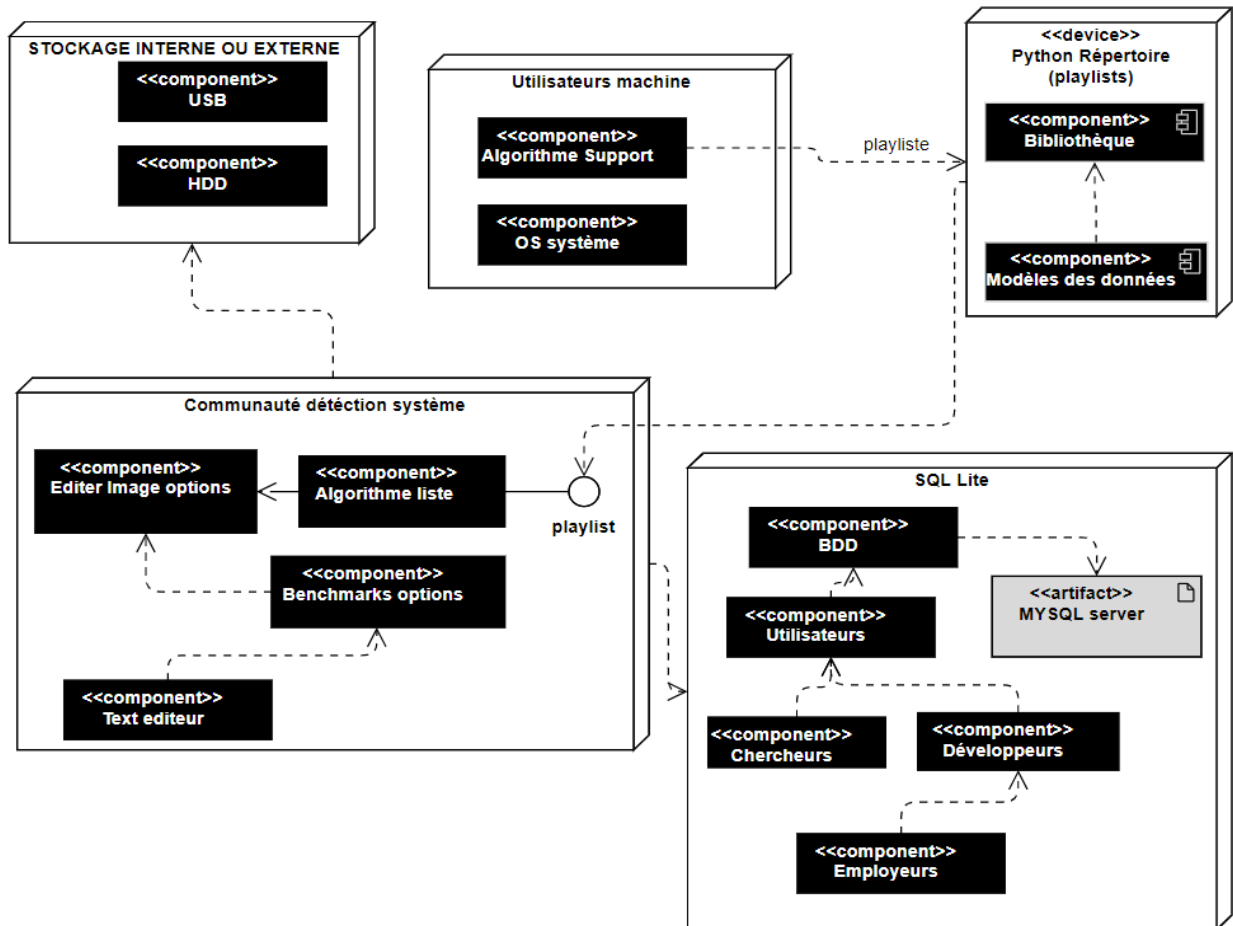 STOCKAGE INTERNE OU EXTERNE
<<component>>
USB
<<component>>
HDD
Utilisateurs machine
<<component>>
Algorithme Support
<<component>>
OS système
playliste
<<device>>
Python Répertoire
(playlists)
<<component>>
Bibliothèque
<<component>>
Modèles des données
Communauté détéction système
<<component>>
Editer Image options
<<component>>
Algorithme liste
playlist
<<component>>
Benchmarks options
<<component>>
Text editeur
SQL Lite
<<component>>
BDD
<<artifact>>
MYSQL server
<<component>>
Utilisateurs
<<component>>
Chercheurs
<<component>>
Développeurs
<<component>>
Employeurs